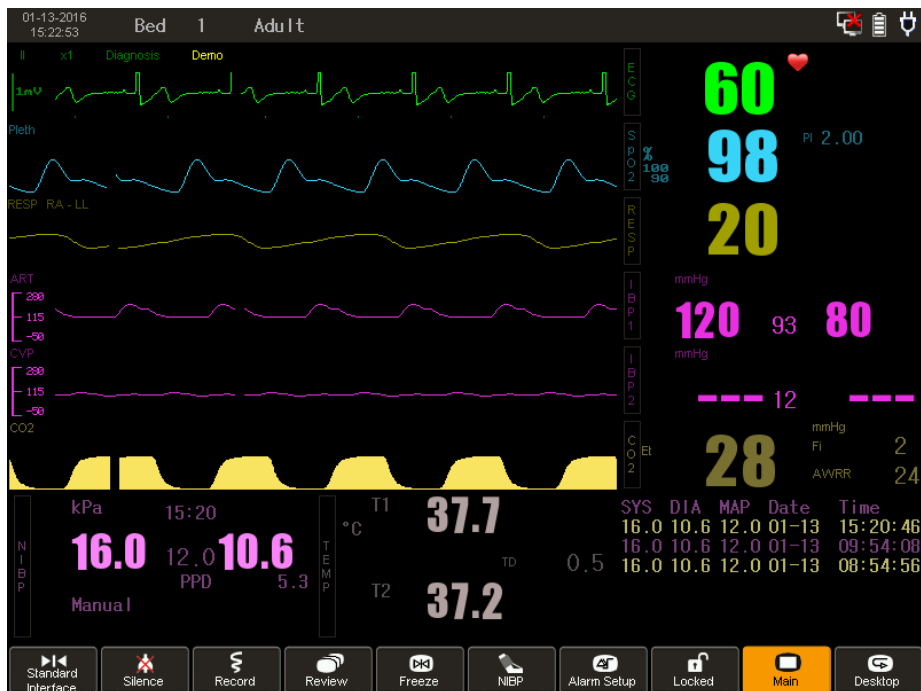 01-13-2016
15:22:53
Bed 1 Adult
II x1 Diagnosis Demo
1mV
ECG
60
Pleth
SpO2
%
100
90
98
PI 2.00
RESP RA - LL
RESP
20
ART
280
115
-50
IBP1
mmHg
120 93 80
CVP
280
115
-50
IBP2
mmHg
--- 12 ---
CO2
CO2
Et
28
mmHg
Fi 2
AWRR 24
NIBP
kPa 15:20
16.0 12.0 10.6
PPD 5.3
Manual
TEMP
°C
T1 37.7
TD 0.5
T2 37.2
SYS DIA MAP Date Time
16.0 10.6 12.0 01-13 15:20:46
16.0 10.6 12.0 01-13 09:54:08
16.0 10.6 12.0 01-13 08:54:56
Standard
Interface
Silence
Record
Review
Freeze
NIBP
Alarm Setup
Locked
Main
Desktop